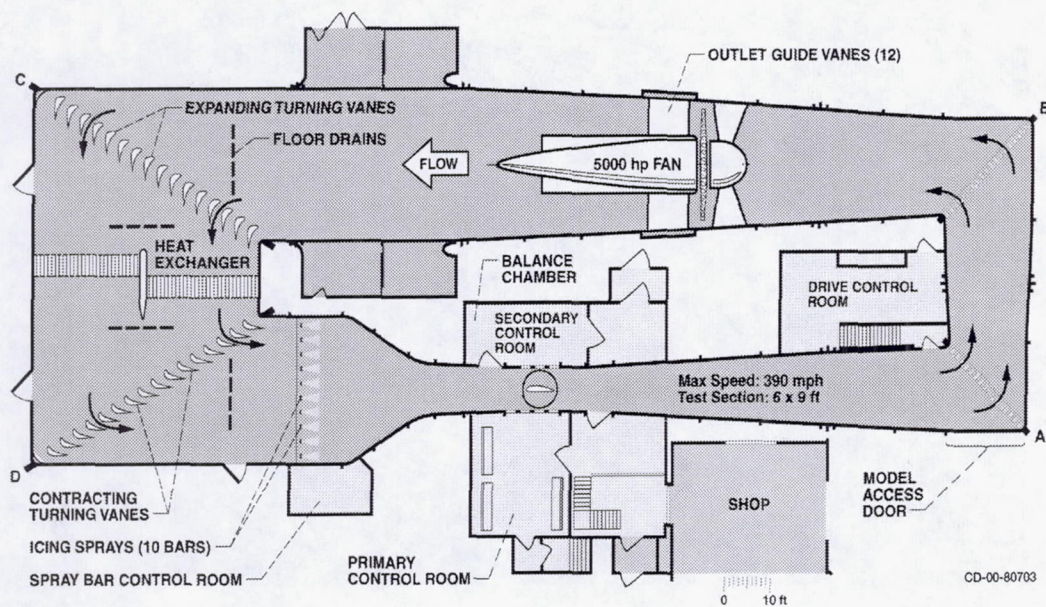 OUTLET GUIDE VANES (12)
C
B
EXPANDING TURNING VANES
FLOOR DRAINS
FLOW
5000 hp FAN
HEAT
EXCHANGER
BALANCE
CHAMBER
DRIVE CONTROL
ROOM
SECONDARY
CONTROL
ROOM
Max Speed: 390 mph
Test Section: 6 x 9 ft
A
D
CONTRACTING
TURNING VANES
MODEL
ACCESS
DOOR
SHOP
ICING SPRAYS (10 BARS)
PRIMARY
CONTROL ROOM
SPRAY BAR CONTROL ROOM
CD-00-80703
0 10 ft